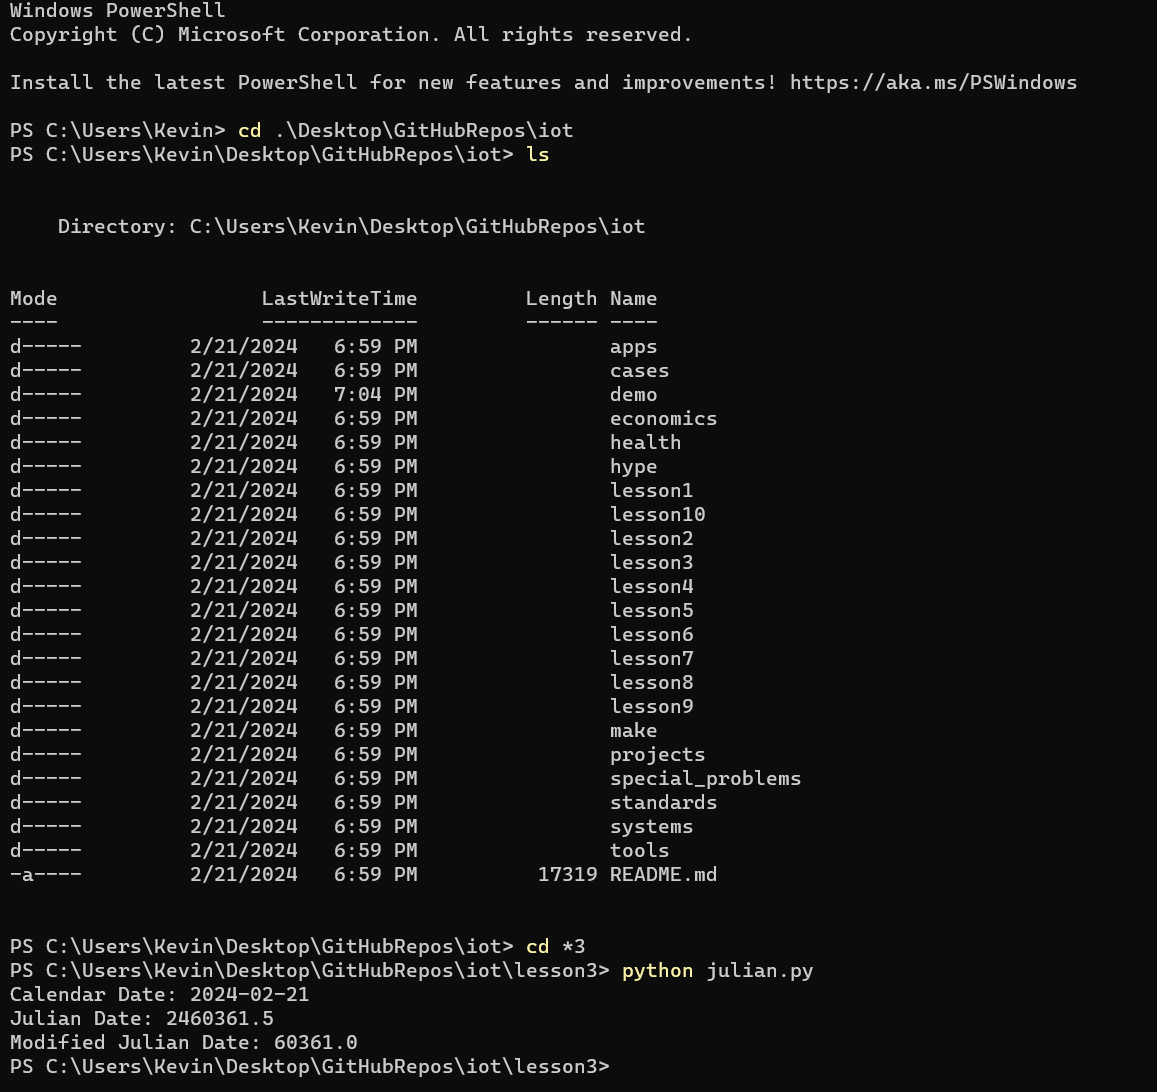 Windows PowerShell
Copyright (C) Microsoft Corporation. All rights reserved.
Install the latest PowerShell for new features and improvements! https://aka.ms/PSWindows
PS C:\Users\Kevin> cd .\Desktop\GitHubRepos\iot
PS C:\Users\Kevin\Desktop\GitHubRepos\iot> ls
Directory: C:\Users\Kevin\Desktop\GitHubRepos\iot
Mode                 LastWriteTime         Length Name
----                 -------------         ------ ----
d-----         2/21/2024   6:59 PM                apps
d-----         2/21/2024   6:59 PM                cases
d-----         2/21/2024   7:04 PM                demo
d-----         2/21/2024   6:59 PM                economics
d-----         2/21/2024   6:59 PM                health
d-----         2/21/2024   6:59 PM                hype
d-----         2/21/2024   6:59 PM                lesson1
d-----         2/21/2024   6:59 PM                lesson10
d-----         2/21/2024   6:59 PM                lesson2
d-----         2/21/2024   6:59 PM                lesson3
d-----         2/21/2024   6:59 PM                lesson4
d-----         2/21/2024   6:59 PM                lesson5
d-----         2/21/2024   6:59 PM                lesson6
d-----         2/21/2024   6:59 PM                lesson7
d-----         2/21/2024   6:59 PM                lesson8
d-----         2/21/2024   6:59 PM                lesson9
d-----         2/21/2024   6:59 PM                make
d-----         2/21/2024   6:59 PM                projects
d-----         2/21/2024   6:59 PM                special_problems
d-----         2/21/2024   6:59 PM                standards
d-----         2/21/2024   6:59 PM                systems
d-----         2/21/2024   6:59 PM                tools
-a----         2/21/2024   6:59 PM          17319 README.md
PS C:\Users\Kevin\Desktop\GitHubRepos\iot> cd *3
PS C:\Users\Kevin\Desktop\GitHubRepos\iot\lesson3> python julian.py
Calendar Date: 2024-02-21
Julian Date: 2460361.5
Modified Julian Date: 60361.0
PS C:\Users\Kevin\Desktop\GitHubRepos\iot\lesson3>